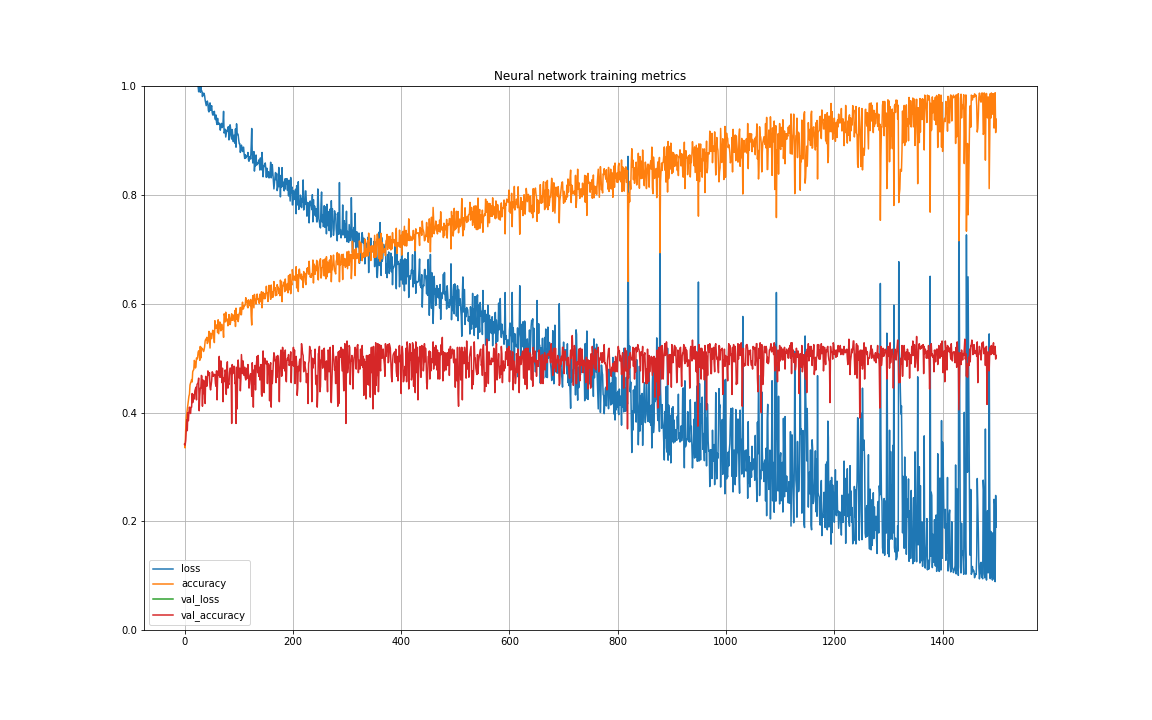 Neural network training metrics
1.0
0.8
0.6
0.4
0.2
0.0
loss
accuracy
val_loss
val_accuracy
0 200 400 600 800 1000 1200 1400